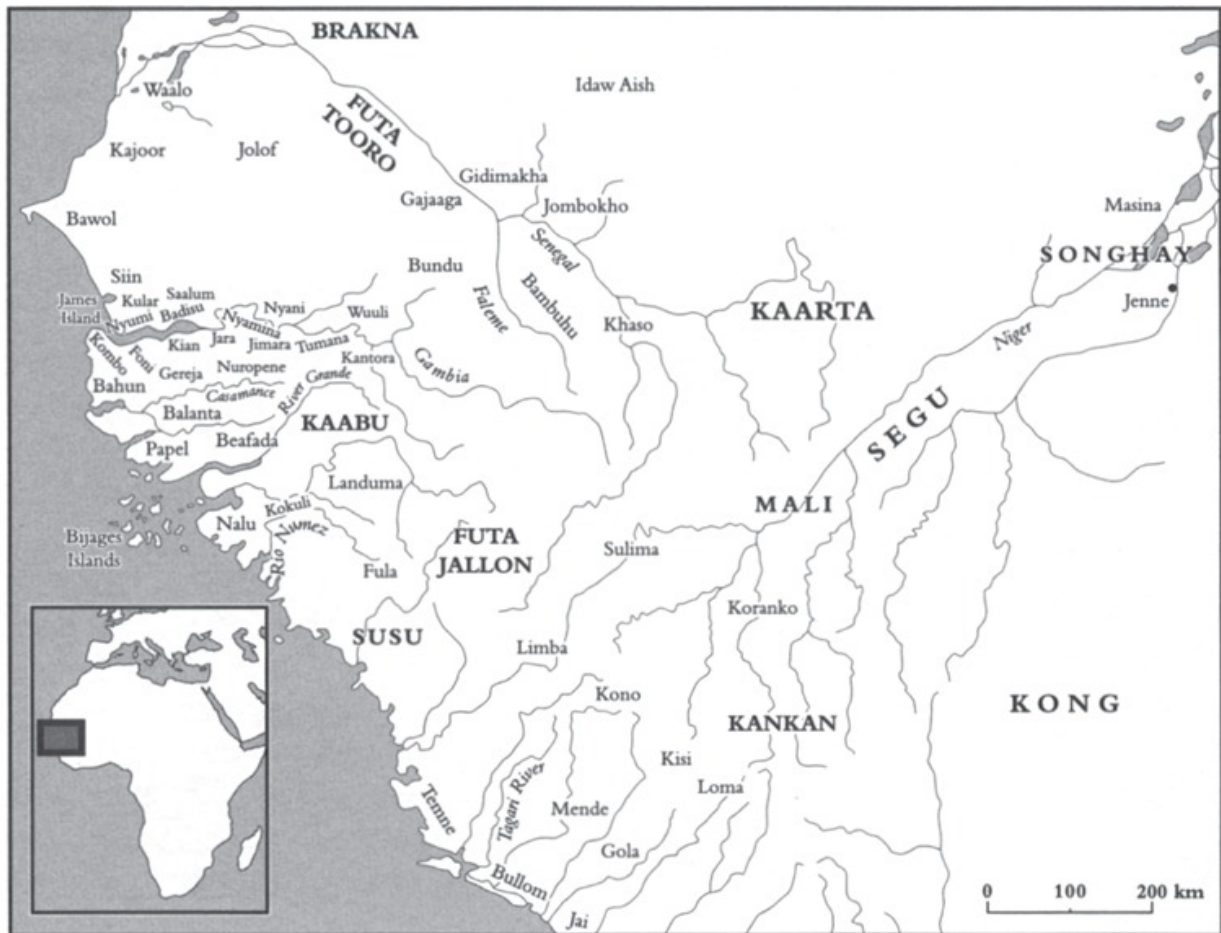 BRAKNA
Idaw Aish
Waalo
FUTA
TOORO
Kajoor
Jolof
Gidimakha
Gajaaga
Jombokho
Masina
Bawol
Senegal
SONGHAY
Siin
Bundu
Bambuhu
Jenne
James
Island
Kular
Saalum
Nyumi
Badisu
Nyani
Wuuli
Faleme
KAARTA
Nyamina
Khaso
Niger
Kombo
Foni
Kian
Jara
Jimara
Tumana
Kantora
Gambia
Bahun
Gereja
Nuropene
Casamance
River Grande
SEGU
Balanta
KAABU
Papel
Beafada
Landuma
MALI
Kokuli
Nalu
Rio Numez
Bijages
Islands
FUTA
JALLON
Sulima
Fula
Koranko
SUSU
Limba
Kono
KONG
KANKAN
Kisi
Loma
Temne
Tagari River
Mende
Gola
Bullom
Jai
0 100 200 km